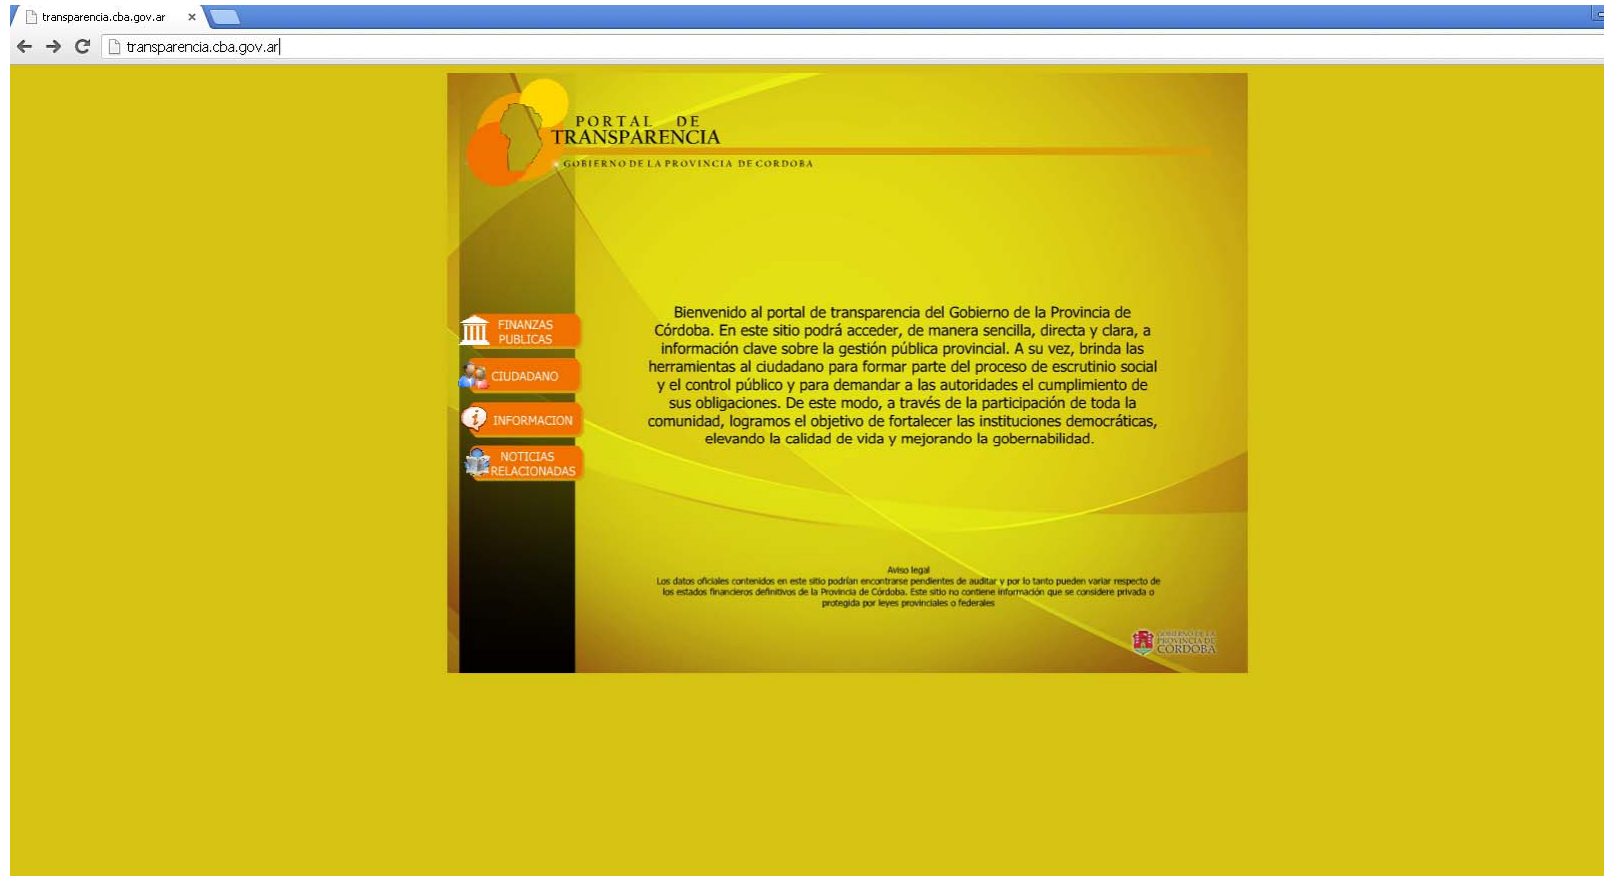 transparencia.cba.gov.ar
transparencia.cba.gov.ar
PORTAL DE
TRANSPARENCIA
GOBIERNO DE LA PROVINCIA DE CORDOBA
FINANZAS
PUBLICAS
CIUDADANO
INFORMACION
NOTICIAS
RELACIONADAS
Bienvenido al portal de transparencia del Gobierno de la Provincia de
Córdoba. En este sitio podrá acceder, de manera sencilla, directa y clara, a
información clave sobre la gestión pública provincial. A su vez, brinda las
herramientas al ciudadano para formar parte del proceso de escrutinio social
y el control público y para demandar a las autoridades el cumplimiento de
sus obligaciones. De este modo, a través de la participación de toda la
comunidad, logramos el objetivo de fortalecer las instituciones democráticas,
elevando la calidad de vida y mejorando la gobernabilidad.
Aviso legal
Los datos oficiales contenidos en este sitio podrían encontrarse pendientes de auditar y por lo tanto pueden variar respecto de
los estados financieros definitivos de la Provincia de Córdoba. Este sitio no contiene información que se considere privada o
protegida por leyes provinciales o federales
GOBIERNO DE LA
PROVINCIA DE
CORDOBA